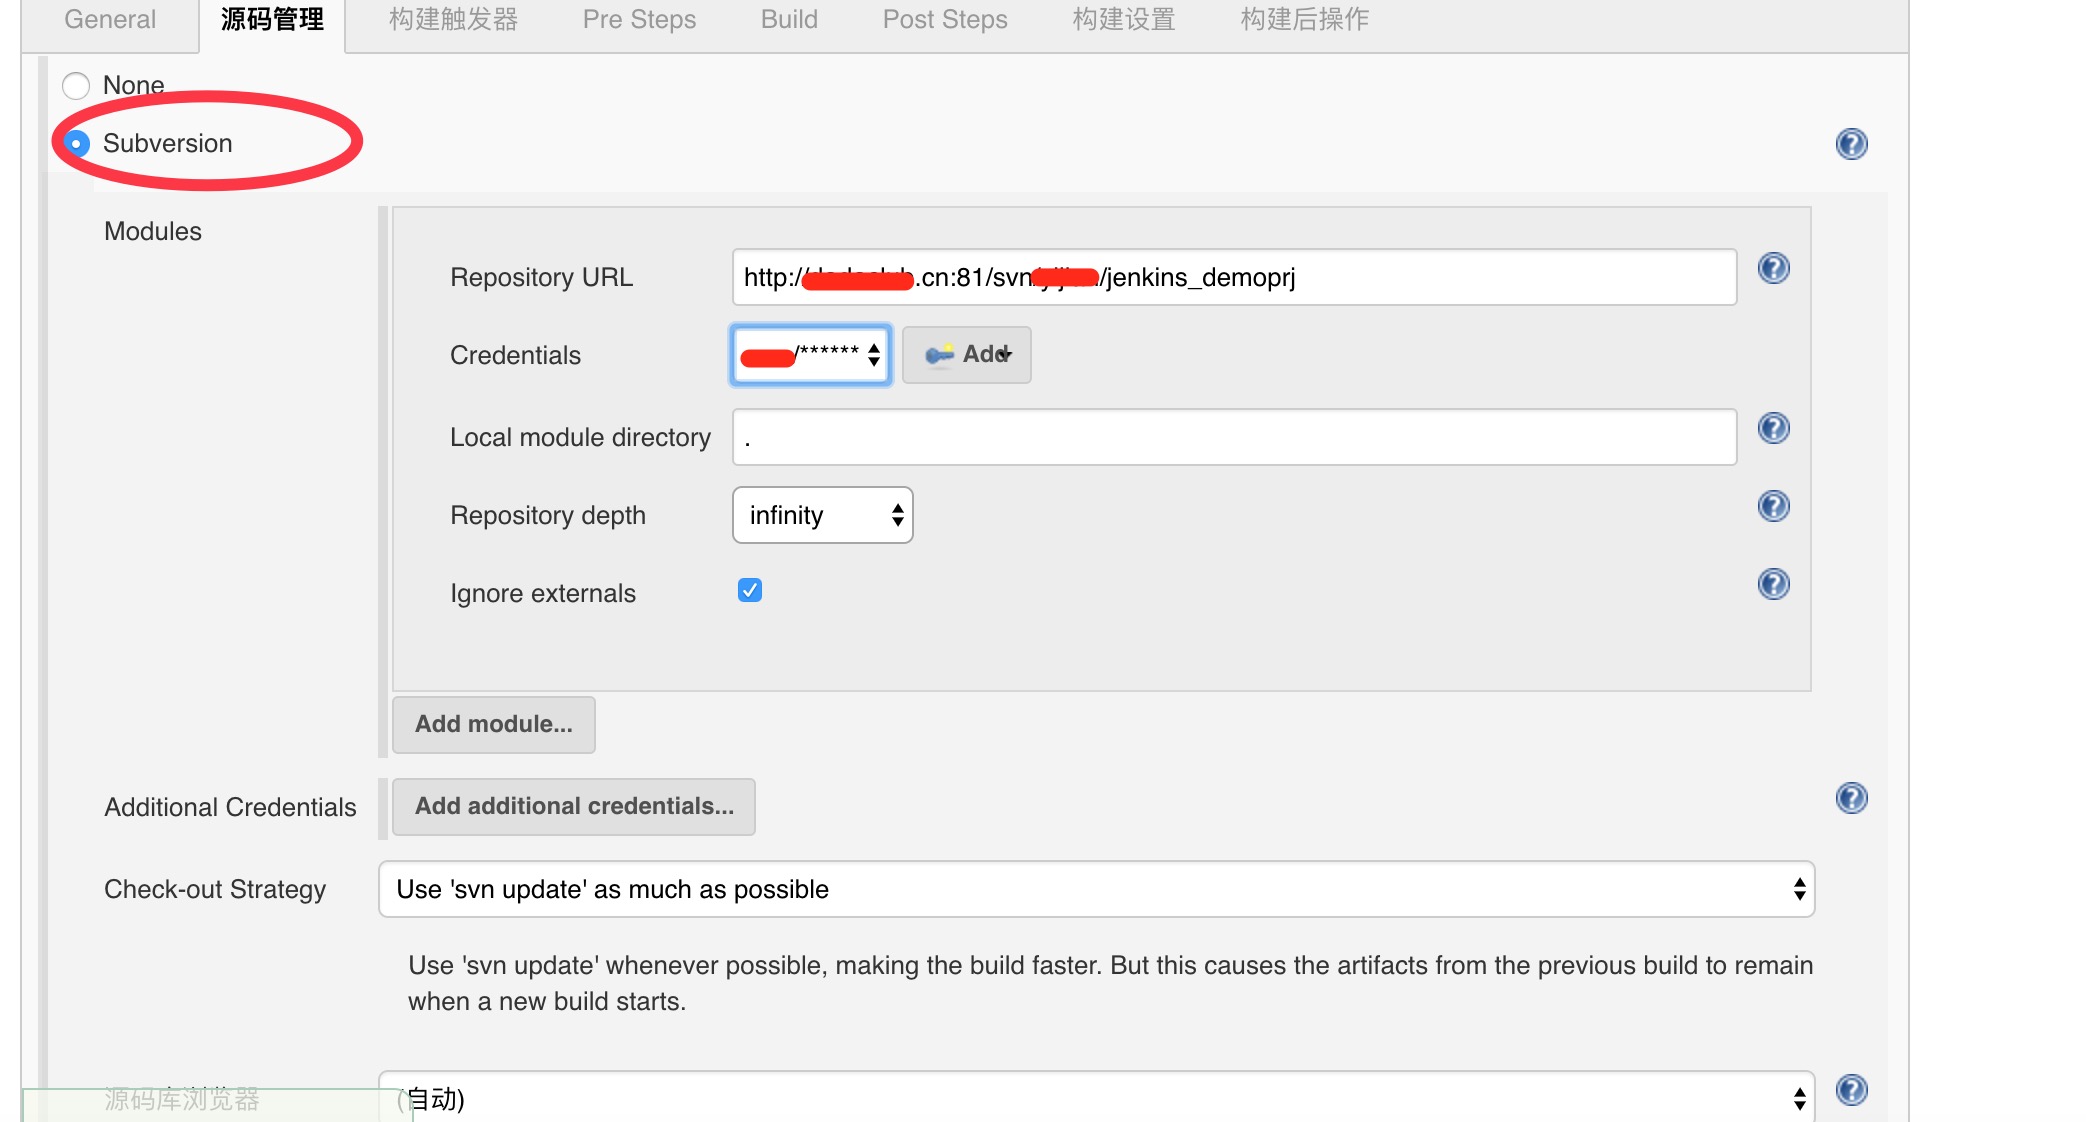 General 源码管理 构建触发器 Pre Steps Build Post Steps 构建设置 构建后操作
None
Subversion
Modules
Repository URL http:// .cn:81/svn /jenkins_demoprj
Credentials /****** Add
Local module directory .
Repository depth infinity
Ignore externals
Add module...
Additional Credentials Add additional credentials...
Check-out Strategy Use 'svn update' as much as possible
Use 'svn update' whenever possible, making the build faster. But this causes the artifacts from the previous build to remain
when a new build starts.
源码库浏览器 (自动)